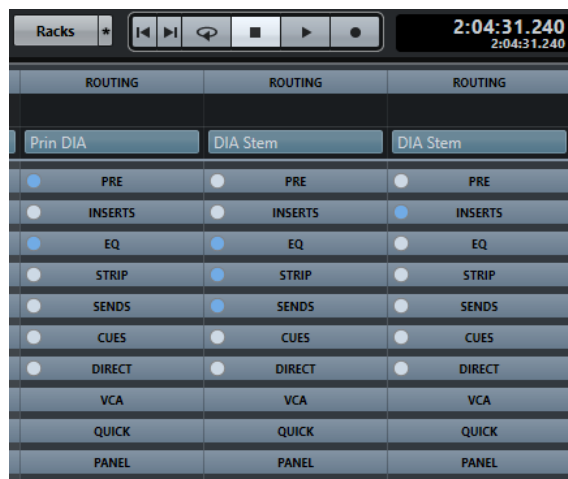 Racks * 2:04:31.240
2:04:31.240
ROUTING ROUTING ROUTING
Prin DIA DIA Stem DIA Stem
PRE PRE PRE
INSERTS INSERTS INSERTS
EQ EQ EQ
STRIP STRIP STRIP
SENDS SENDS SENDS
CUES CUES CUES
DIRECT DIRECT DIRECT
VCA VCA VCA
QUICK QUICK QUICK
PANEL PANEL PANEL